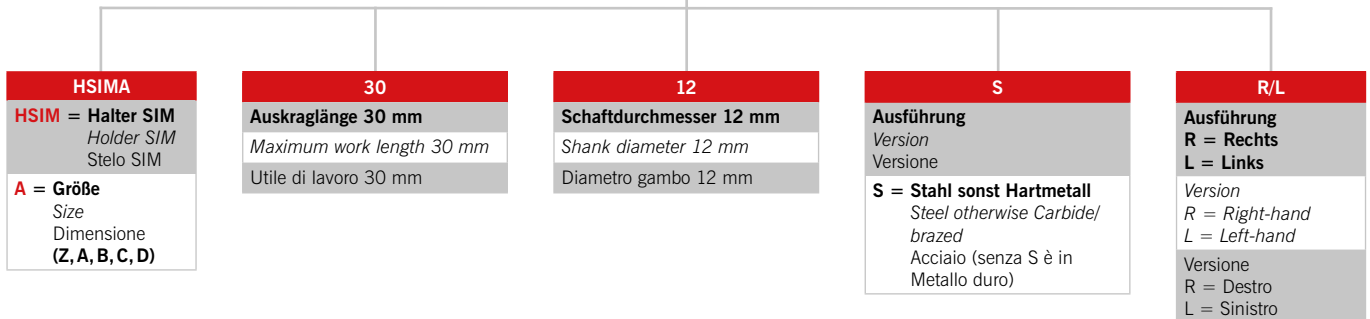 HSIMA
HSIM = Halter SIM
Holder SIM
Stelo SIM
A = Größe
Size
Dimensione
(Z, A, B, C, D)
30
Auskraglänge 30 mm
Maximum work length 30 mm
Utile di lavoro 30 mm
12
Schaftdurchmesser 12 mm
Shank diameter 12 mm
Diametro gambo 12 mm
S
Ausführung
Version
Versione
S = Stahl sonst Hartmetall
Steel otherwise Carbide/
brazed
Acciaio (senza S è in
Metallo duro)
R/L
Ausführung
R = Rechts
L = Links
Version
R = Right-hand
L = Left-hand
Versione
R = Destro
L = Sinistro